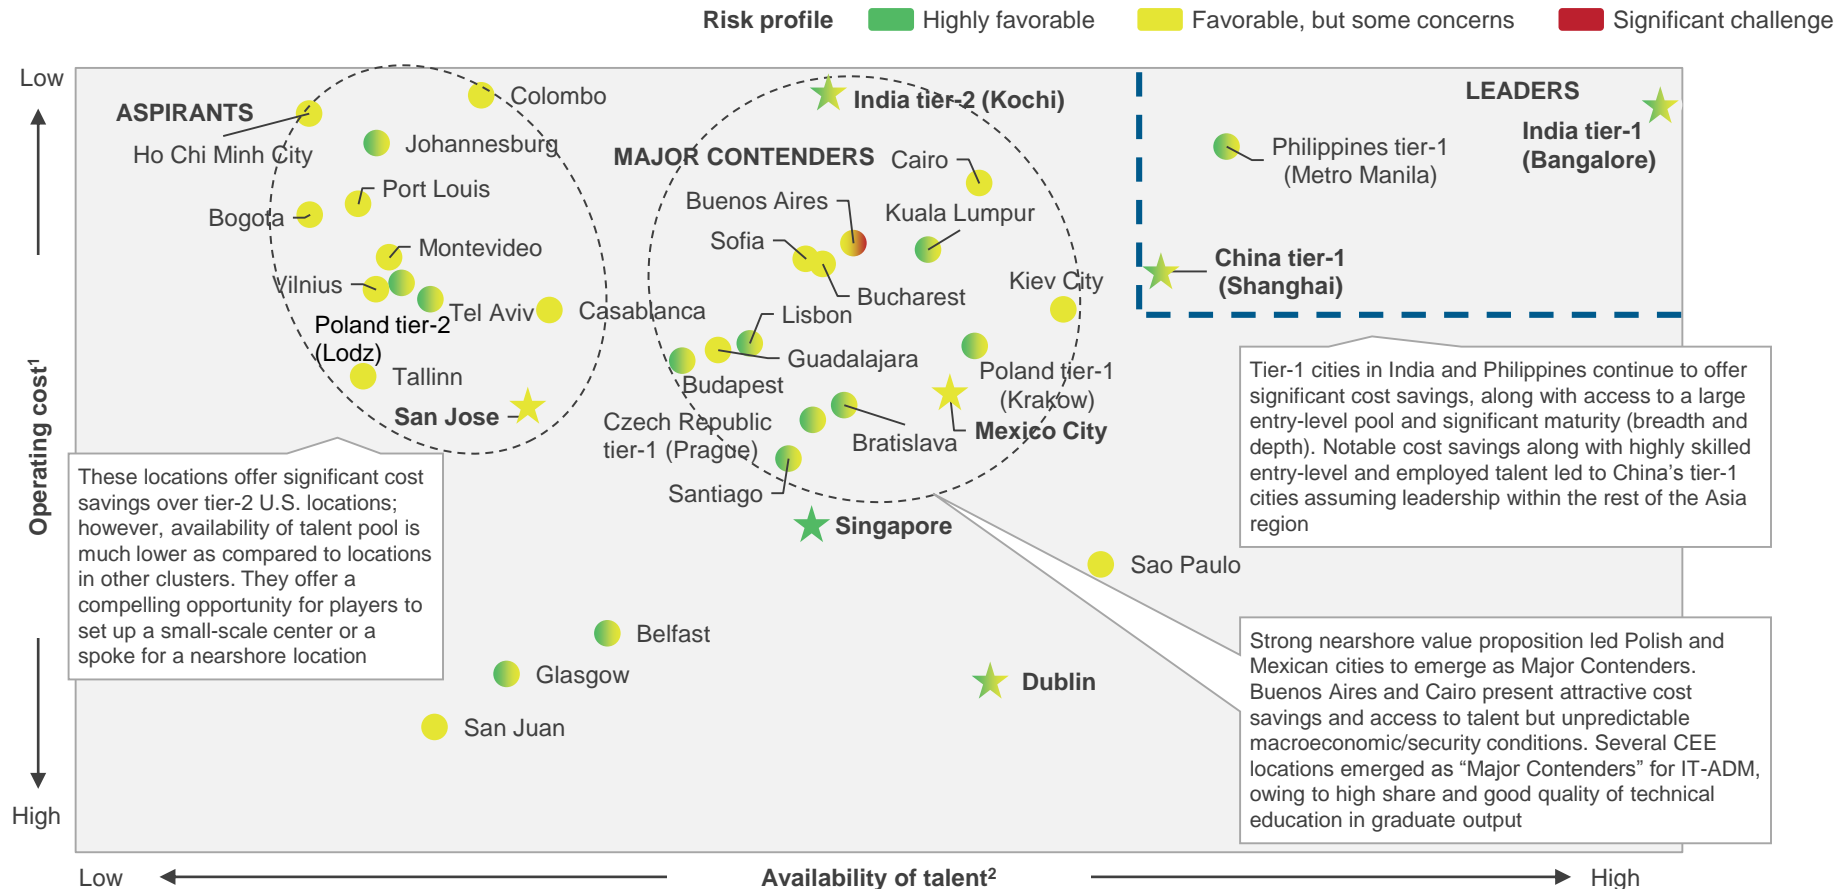 Risk profile
Highly favorable
Favorable, but some concerns
Significant challenge
Low
Operating cost1
High
ASPIRANTS
Colombo
Ho Chi Minh City
Johannesburg
Port Louis
Bogota
Montevideo
Vilnius
Tel Aviv
Casablanca
Poland tier-2
(Lodz)
Tallinn
San Jose
India tier-2 (Kochi)
MAJOR CONTENDERS
Cairo
Buenos Aires
Kuala Lumpur
Sofia
Bucharest
Kiev City
Lisbon
Guadalajara
Budapest
Poland tier-1
(Krakow)
Czech Republic
tier-1 (Prague)
Bratislava
Mexico City
Santiago
Singapore
LEADERS
India tier-1
(Bangalore)
Philippines tier-1
(Metro Manila)
China tier-1
(Shanghai)
Sao Paulo
Belfast
Glasgow
San Juan
Dublin
These locations offer significant cost
savings over tier-2 U.S. locations;
however, availability of talent pool is
much lower as compared to locations
in other clusters. They offer a
compelling opportunity for players to
set up a small-scale center or a
spoke for a nearshore location
Tier-1 cities in India and Philippines continue to offer
significant cost savings, along with access to a large
entry-level pool and significant maturity (breadth and
depth). Notable cost savings along with highly skilled
entry-level and employed talent led to China's tier-1
cities assuming leadership within the rest of the Asia
region
Strong nearshore value proposition led Polish and
Mexican cities to emerge as Major Contenders.
Buenos Aires and Cairo present attractive cost
savings and access to talent but unpredictable
macroeconomic/security conditions. Several CEE
locations emerged as “Major Contenders” for IT-ADM,
owing to high share and good quality of technical
education in graduate output
Low
Availability of talent2
High